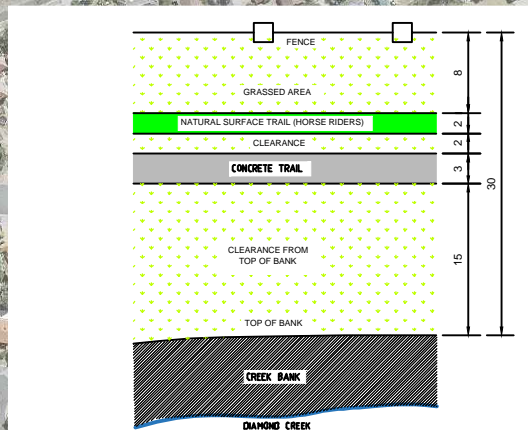 FENCE
8
GRASSED AREA
NATURAL SURFACE TRAIL (HORSE RIDERS)
2
CLEARANCE
2
CONCRETE TRAIL
3
30
CLEARANCE FROM
TOP OF BANK
15
TOP OF BANK
CREEK BANK
DIAMOND CREEK